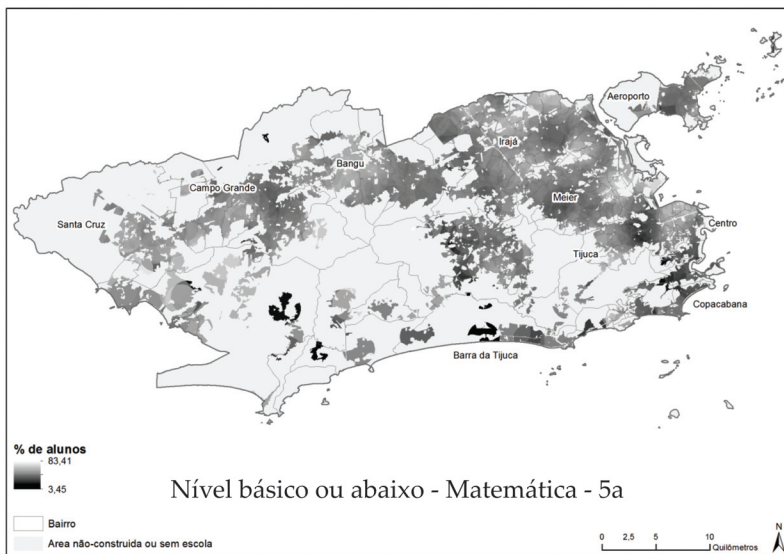 Aeroporto
Irajá
Bangu
Campo Grande
Meier
Santa Cruz
Centro
Tijuca
Copacabana
Barra da Tijuca
% de alunos
83,41
3,45
Nível básico ou abaixo - Matemática - 5a
Bairro
Area não-construida ou sem escola
0 2,5 5 10
Quilômetros
N